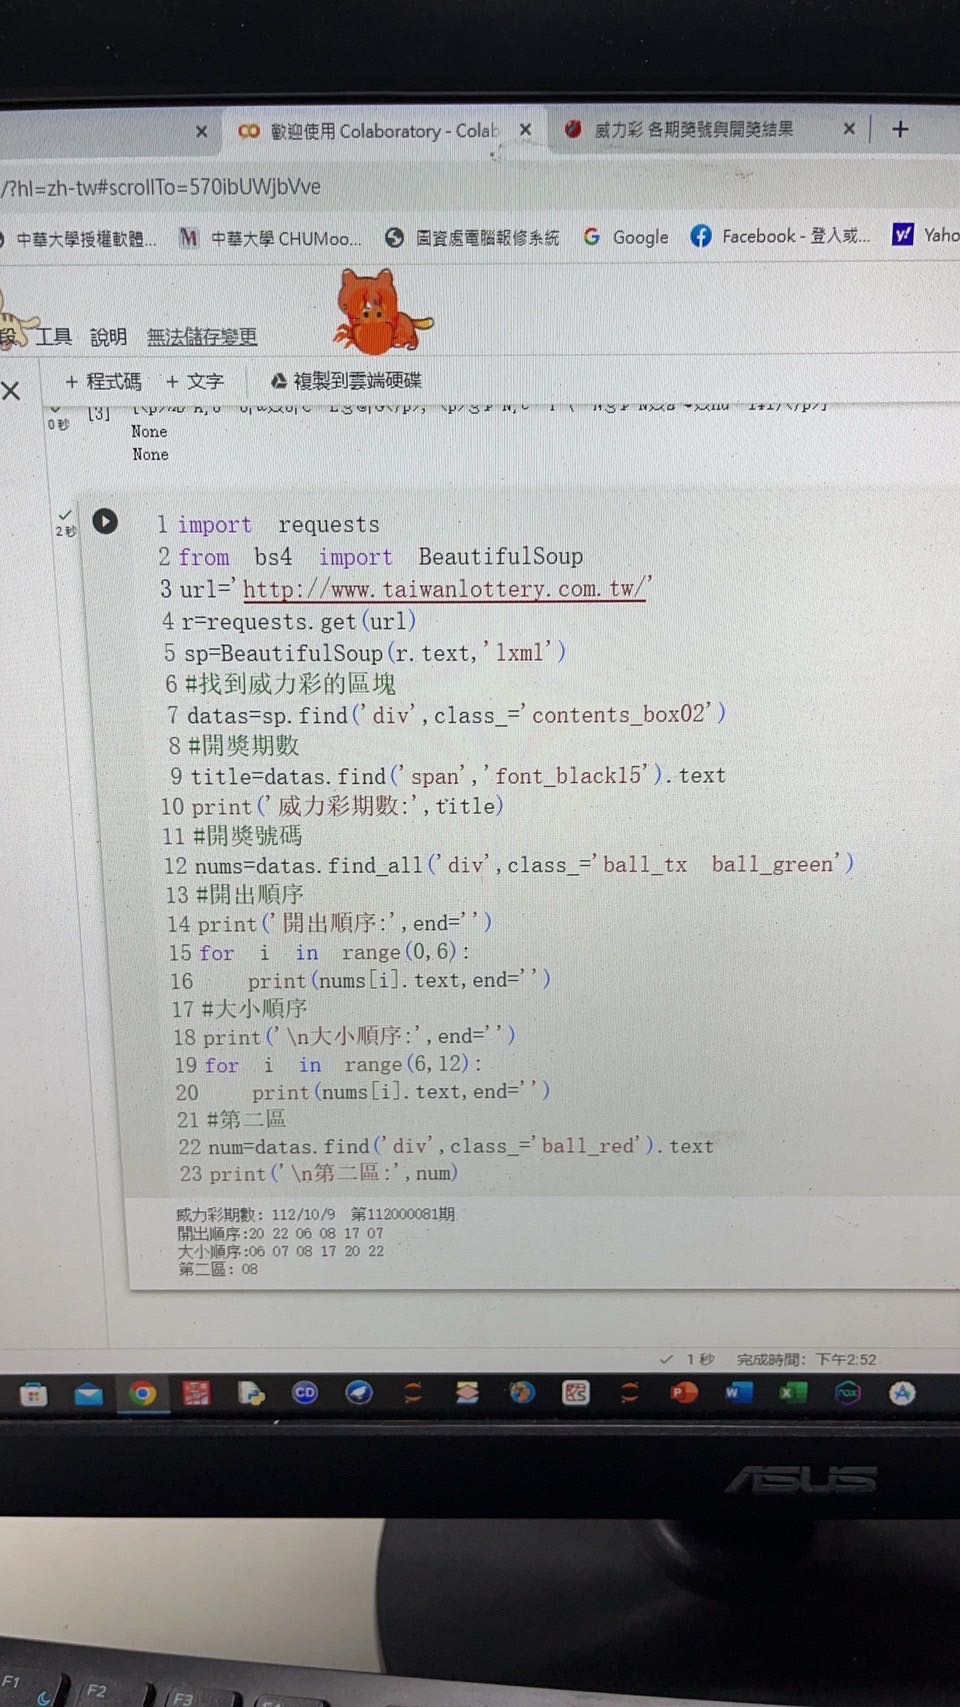 歡迎使用 Colaboratory - Colab
威力彩 各期獎號與開獎結果
/?hl=zh-tw#scrollTo=570ibUWjbVve
中華大學授權軟體...
中華大學 CHUMoo...
圖資處電腦報修系統
Google
Facebook - 登入或...
Yaho
段 工具 說明 無法儲存變更
+ 程式碼 + 文字 複製到雲端硬碟
[3]
0 秒
None
None
2 秒
1 import requests
2 from bs4 import BeautifulSoup
3 url='http://www.taiwanlottery.com.tw/'
4 r=requests.get(url)
5 sp=BeautifulSoup(r.text,'lxml')
6 #找到威力彩的區塊
7 datas=sp.find('div',class_='contents_box02')
8 #開獎期數
9 title=datas.find('span','font_black15').text
10 print('威力彩期數:',title)
11 #開獎號碼
12 nums=datas.find_all('div',class_='ball_tx ball_green')
13 #開出順序
14 print('開出順序:',end='')
15 for i in range(0,6):
16 print(nums[i].text,end='')
17 #大小順序
18 print('\n大小順序:',end='')
19 for i in range(6,12):
20 print(nums[i].text,end='')
21 #第二區
22 num=datas.find('div',class_='ball_red').text
23 print('\n第二區:',num)
威力彩期數: 112/10/9 第112000081期
開出順序:20 22 06 08 17 07
大小順序:06 07 08 17 20 22
第二區: 08
1 秒 完成時間: 下午2:52
ASUS
F1
F2
F3